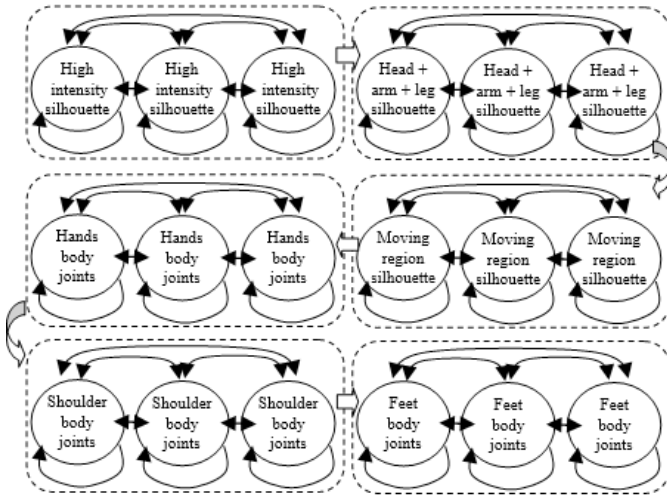 High
intensity
silhouette
High
intensity
silhouette
High
intensity
silhouette
Head +
arm + leg
silhouette
Head +
arm + leg
silhouette
Head +
arm + leg
silhouette
Hands
body
joints
Hands
body
joints
Hands
body
joints
Moving
region
silhouette
Moving
region
silhouette
Moving
region
silhouette
Shoulder
body
joints
Shoulder
body
joints
Shoulder
body
joints
Feet
body
joints
Feet
body
joints
Feet
body
joints